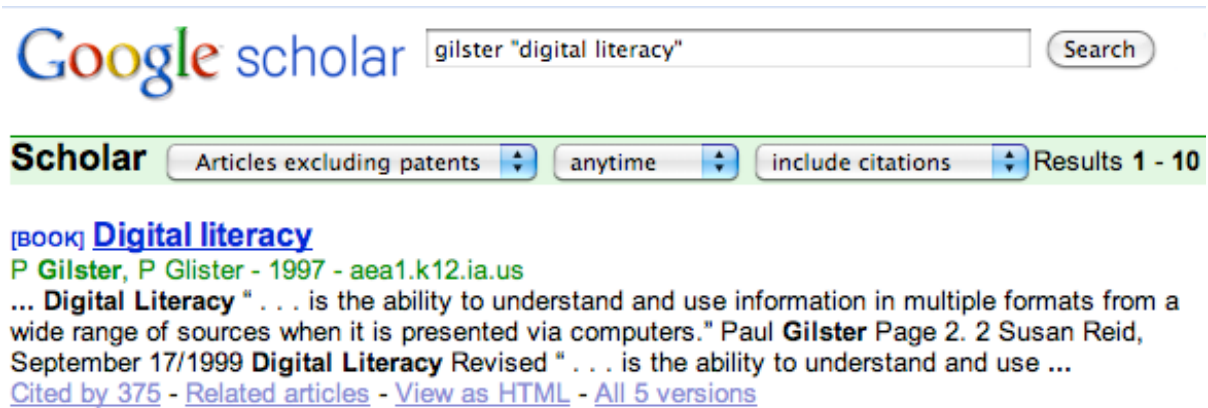 Google scholar gilster "digital literacy" Search
Scholar Articles excluding patents anytime include citations Results 1 - 10
[BOOK] Digital literacy
P Gilster, P Glister - 1997 - aea1.k12.ia.us
... Digital Literacy “ . . . is the ability to understand and use information in multiple formats from a
wide range of sources when it is presented via computers.” Paul Gilster Page 2. 2 Susan Reid,
September 17/1999 Digital Literacy Revised “ . . . is the ability to understand and use ...
Cited by 375 - Related articles - View as HTML - All 5 versions